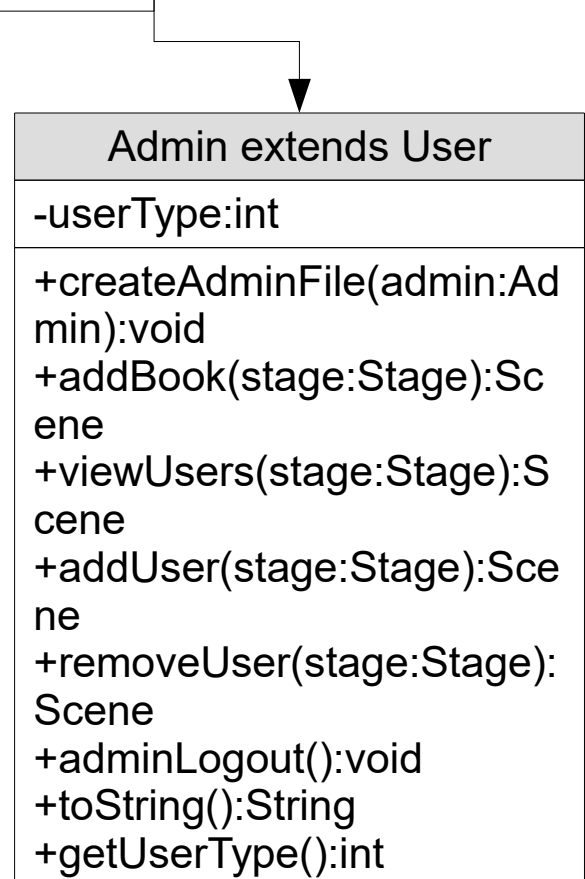 Admin extends User
-userType:int
+createAdminFile(admin:Ad
min):void
+addBook(stage:Stage):Sc
ene
+viewUsers(stage:Stage):S
cene
+addUser(stage:Stage):Sce
ne
+removeUser(stage:Stage):
Scene
+adminLogout():void
+toString():String
+getUserType():int